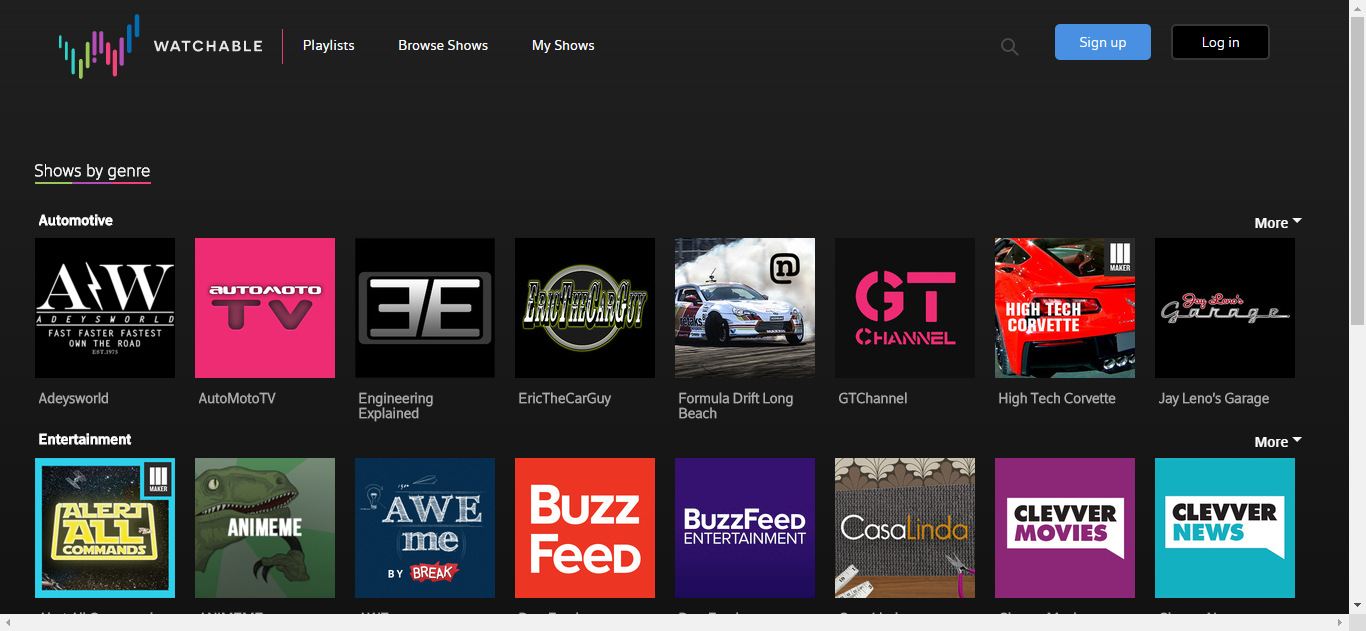 WATCHABLE
Playlists
Browse Shows
My Shows
Sign up
Log in
Shows by genre
Automotive
More
AW
ADEYSWORLD
FAST FASTER FASTEST
OWN THE ROAD
EST.1975
AUTOMOTO
TV
EE
ERICTHECARGUY
n
GT
CHANNEL
MAKER
HIGH TECH
CORVETTE
Jay Leno's
Garage
Adeysworld
AutoMotoTV
Engineering
Explained
EricTheCarGuy
Formula Drift Long
Beach
GTChannel
High Tech Corvette
Jay Leno's Garage
Entertainment
More
MAKER
ALERT
ALL
COMMANDS
ANIMEME
AWE
me
BY BREAK
BUZZ
FEED
BUZZFEED
ENTERTAINMENT
CASALINDA
CLEVVER
MOVIES
CLEVVER
NEWS